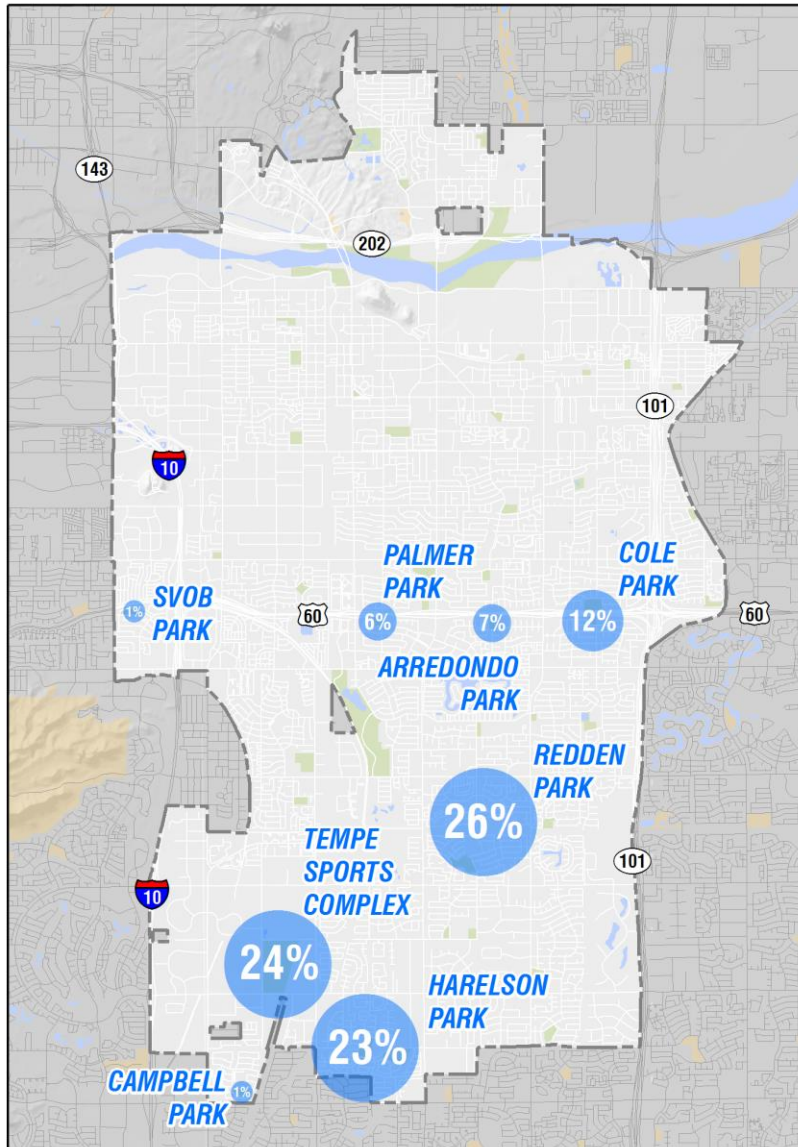 143
202
101
10
PALMER
PARK
COLE
PARK
SVOB
PARK
1%
60
6%
7%
12%
60
ARREDONDO
PARK
REDDEN
PARK
26%
TEMPE
SPORTS
COMPLEX
101
10
24%
HARELSON
PARK
23%
CAMPBELL
PARK
1%